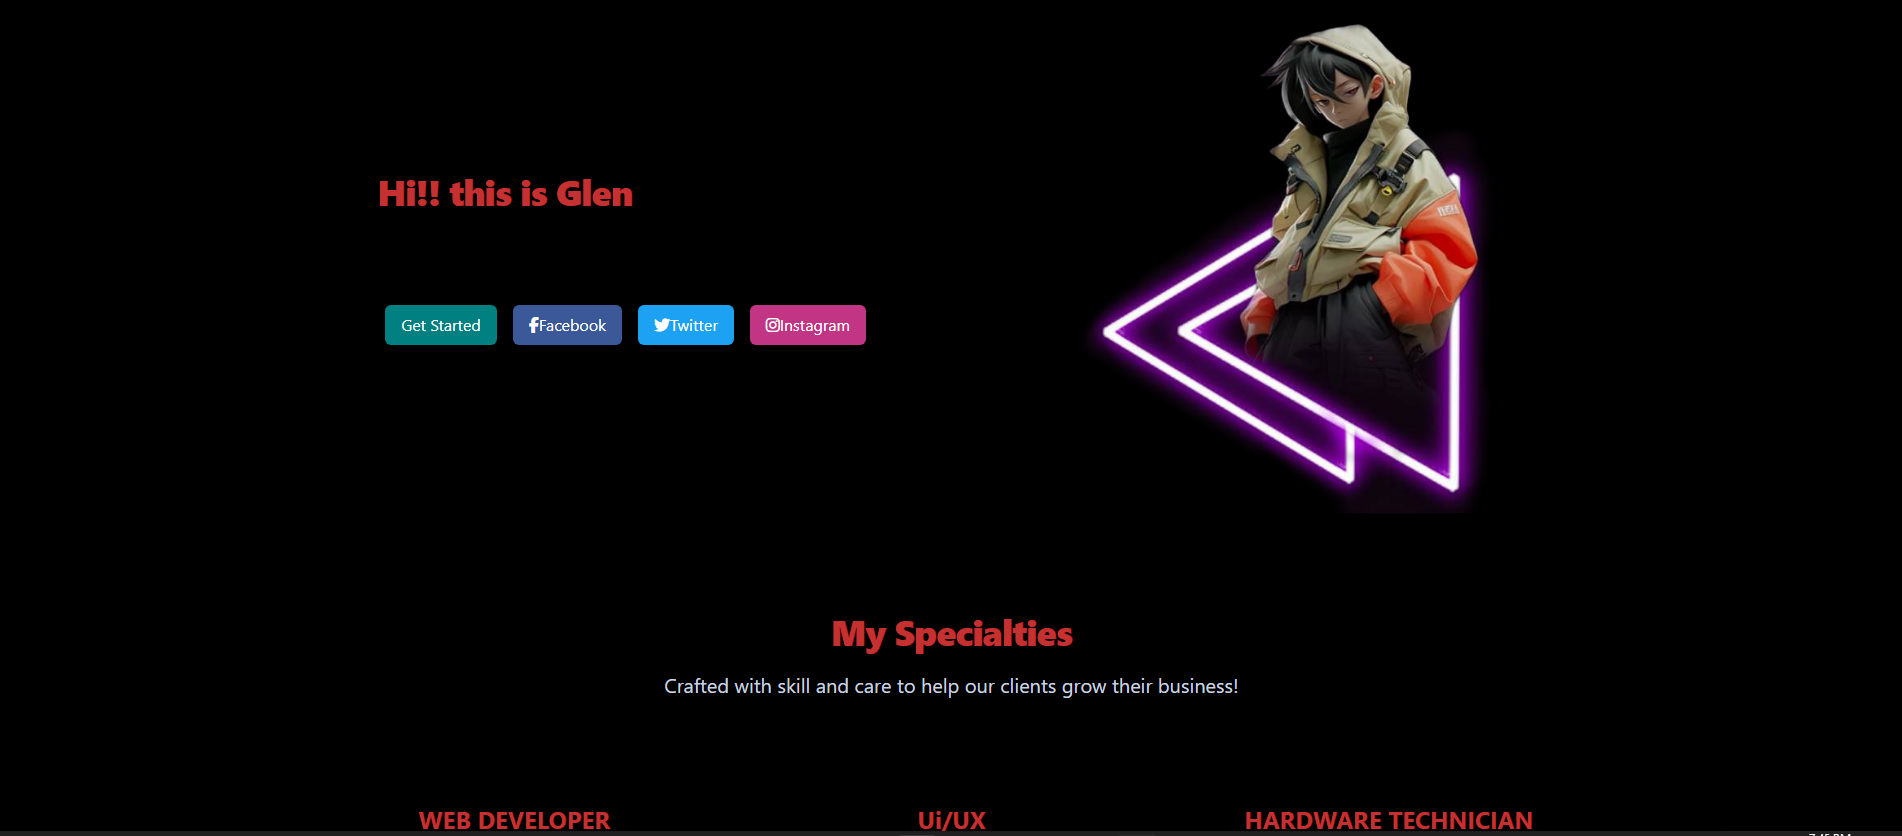 Hi!! this is Glen
Get Started Facebook Twitter Instagram
My Specialties
Crafted with skill and care to help our clients grow their business!
WEB DEVELOPER Ui/UX HARDWARE TECHNICIAN